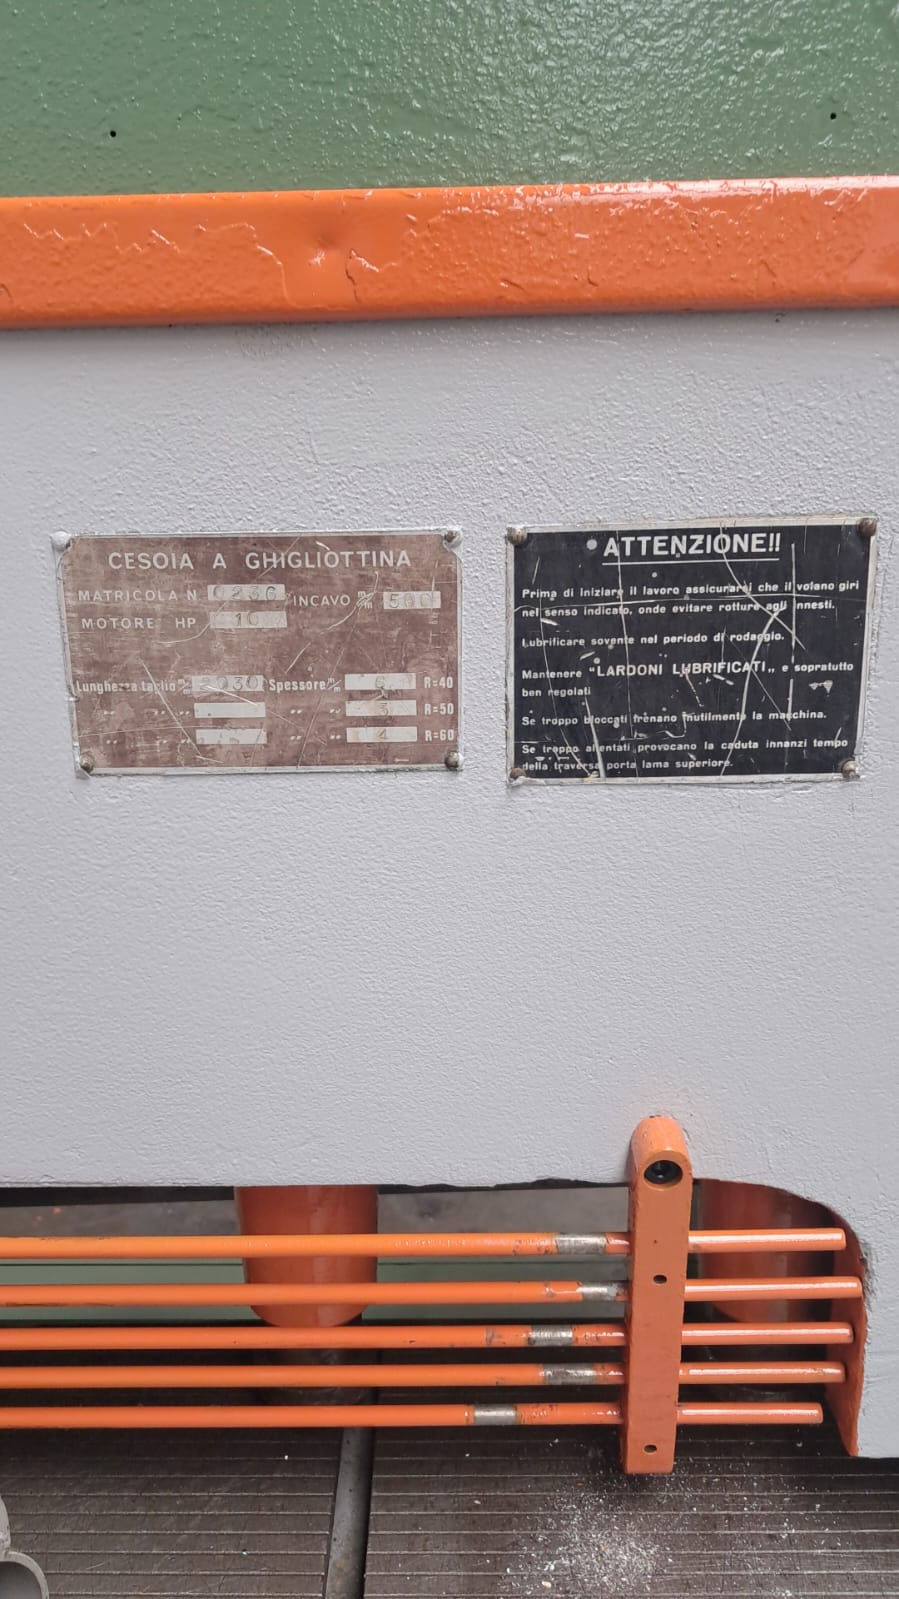 CESOIA A GHIGLIOTTINA
MATRICOLA N. 0236 INCAVO m/m 500
MOTORE HP 10
Lunghezza taglio m/m 2030 Spessore m/m R=40
" " " " " 3 R=50
" " " " " 4 R=60
ATTENZIONE!!
Prima di iniziare il lavoro assicurarsi che il volano giri
nel senso indicato, onde evitare rotture agli innesti.
Lubrificare sovente nel periodo di rodaggio.
Mantenere "LARDONI LUBRIFICATI„ e sopratutto
ben regolati
Se troppo bloccati frenano inutilmente la macchina.
Se troppo allentati provocano la caduta innanzi tempo
della traversa porta lama superiore.